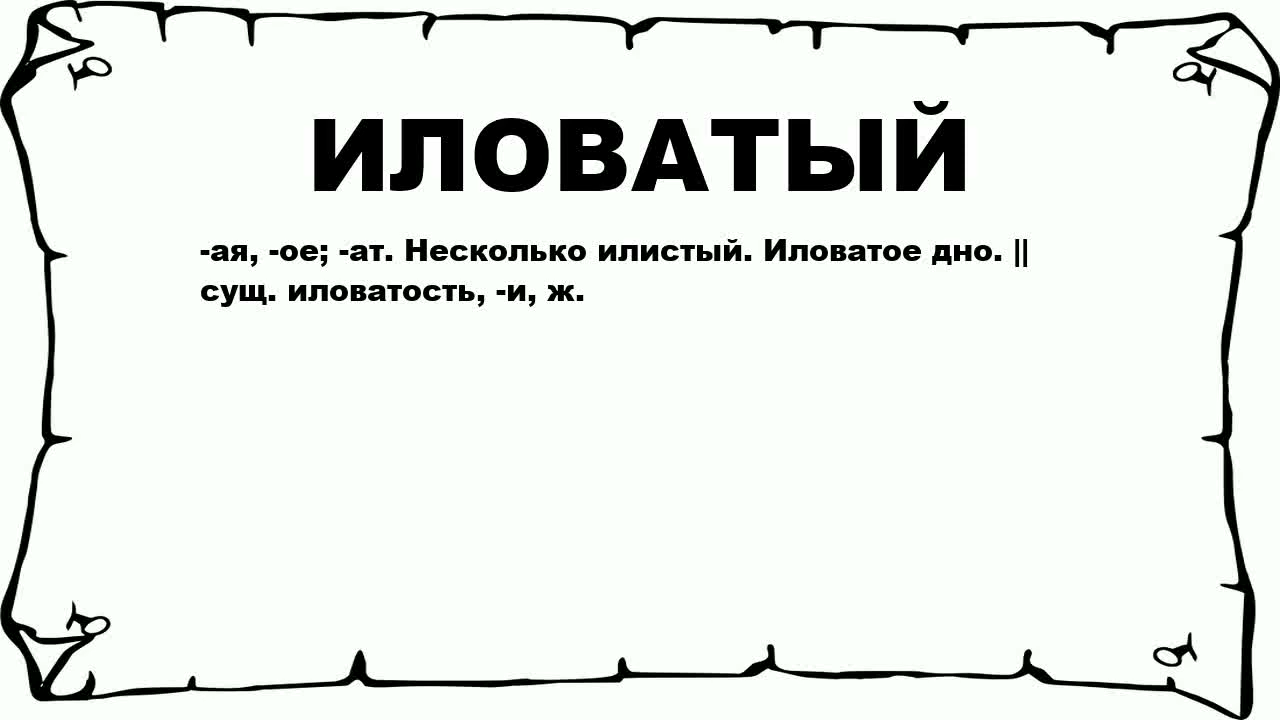 ИЛОВАТЫЙ
-ая, -ое; -ат. Несколько илистый. Иловатое дно. ||
сущ. иловатость, -и, ж.